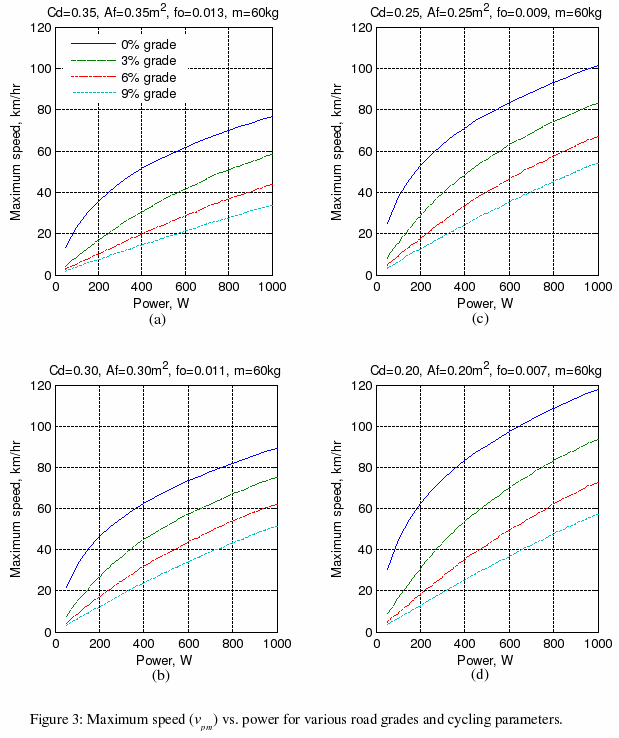 Cd=0.35, Af=0.35m2, fo=0.013, m=60kg
120
100
80
60
40
20
0
Maximum speed, km/hr
0% grade
3% grade
6% grade
9% grade
0 200 400 600 800 1000
Power, W
(a)
Cd=0.25, Af=0.25m2, fo=0.009, m=60kg
120
100
80
60
40
20
0
Maximum speed, km/hr
0 200 400 600 800 1000
Power, W
(c)
Cd=0.30, Af=0.30m2, fo=0.011, m=60kg
120
100
80
60
40
20
0
Maximum speed, km/hr
0 200 400 600 800 1000
Power, W
(b)
Cd=0.20, Af=0.20m2, fo=0.007, m=60kg
120
100
80
60
40
20
0
Maximum speed, km/hr
0 200 400 600 800 1000
Power, W
(d)
Figure 3: Maximum speed (vpm) vs. power for various road grades and cycling parameters.